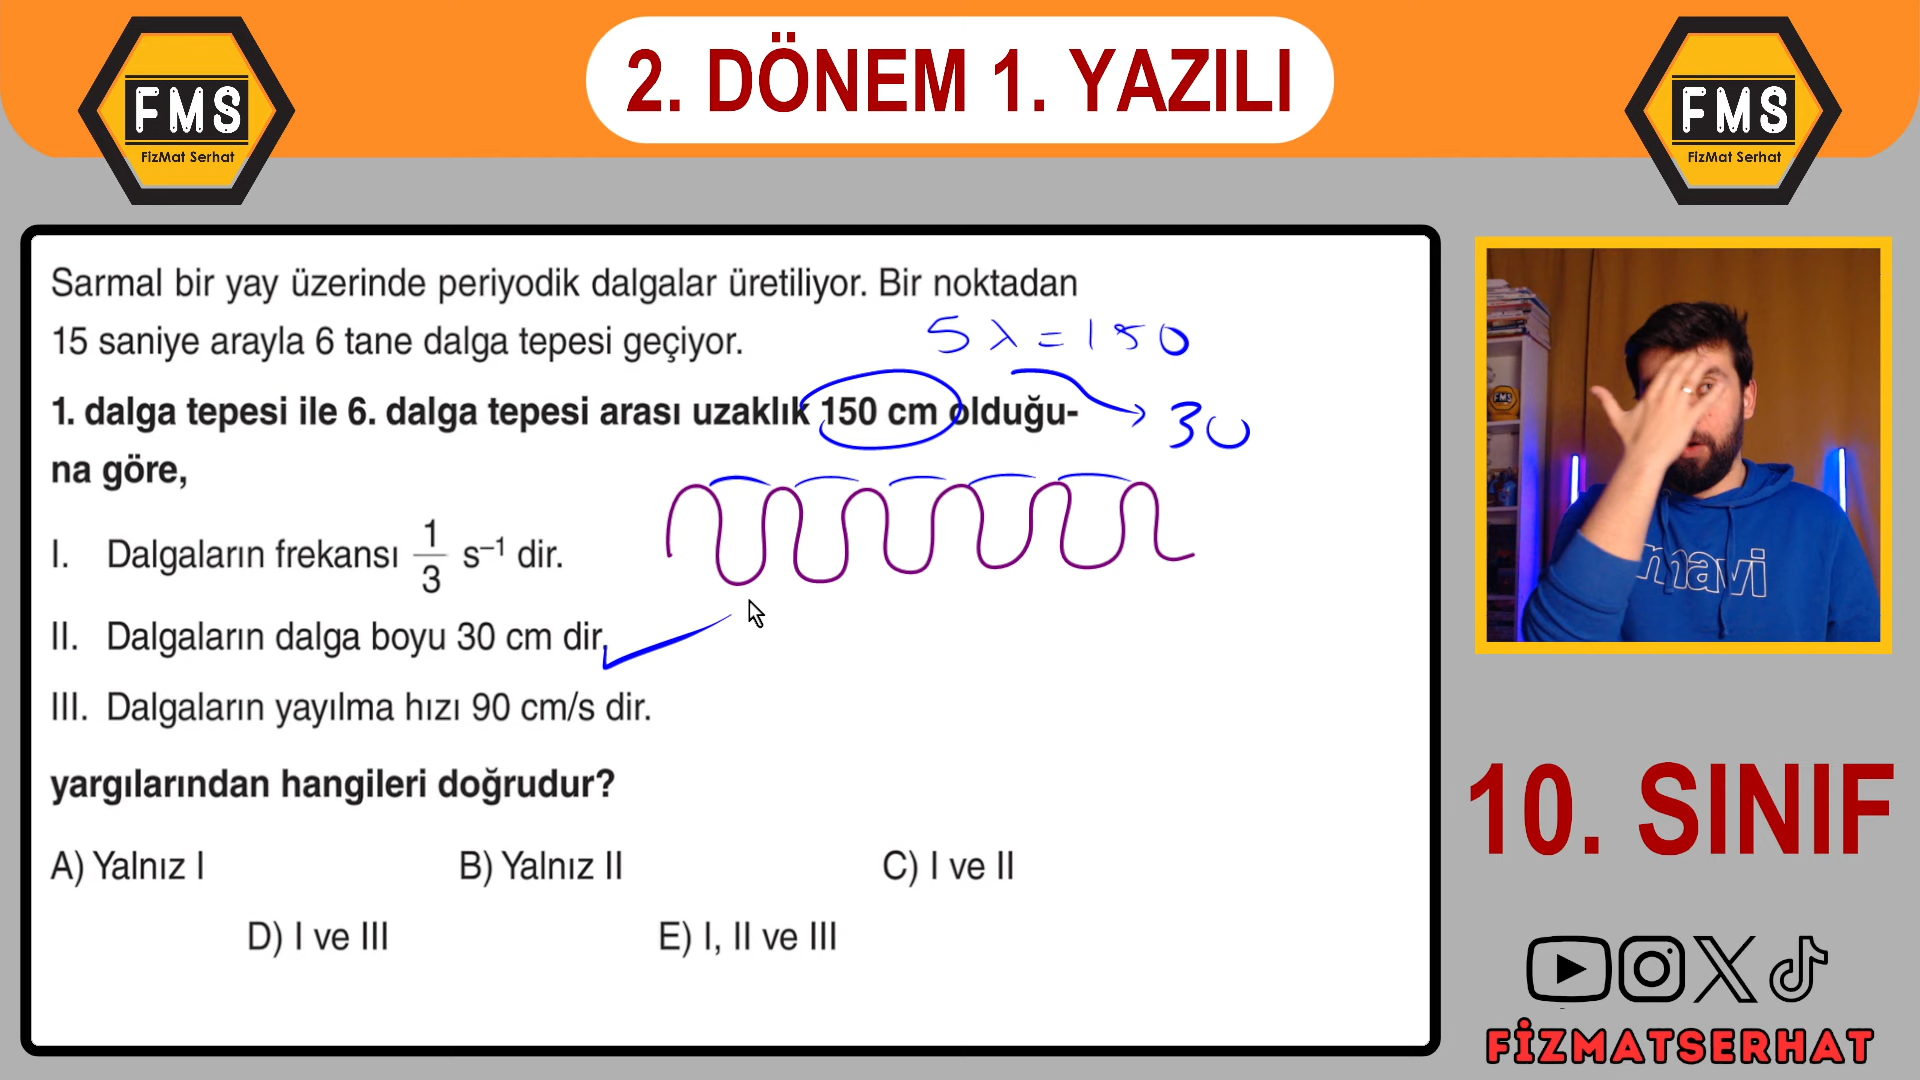 2. DÖNEM 1. YAZILI
FMS
FizMat Serhat
FMS
FizMat Serhat
Sarmal bir yay üzerinde periyodik dalgalar üretiliyor. Bir noktadan
15 saniye arayla 6 tane dalga tepesi geçiyor.
5 λ = 150
1. dalga tepesi ile 6. dalga tepesi arası uzaklık 150 cm olduğu-
30
na göre,
I. Dalgaların frekansı 1/3 s⁻¹ dir.
II. Dalgaların dalga boyu 30 cm dir.
III. Dalgaların yayılma hızı 90 cm/s dir.
yargılarından hangileri doğrudur?
A) Yalnız I B) Yalnız II C) I ve II
D) I ve III E) I, II ve III
FMS
mavi
10. SINIF
FİZMATSERHAT